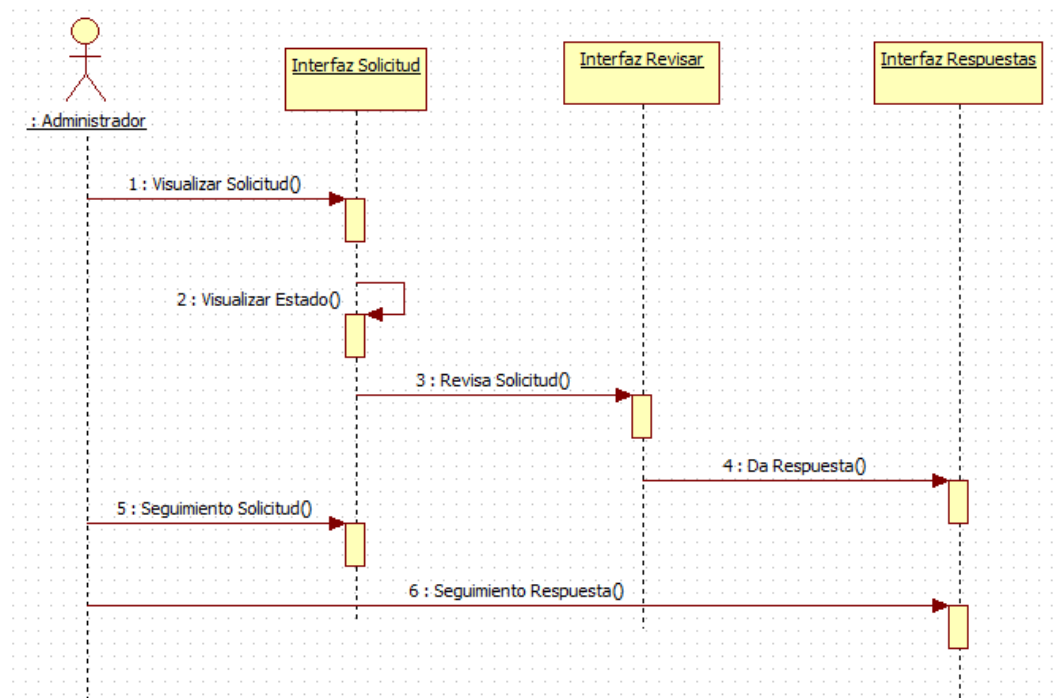 Interfaz Solicitud
Interfaz Revisar
Interfaz Respuestas
: Administrador
1 : Visualizar Solicitud()
2 : Visualizar Estado()
3 : Revisa Solicitud()
4 : Da Respuesta()
5 : Seguimiento Solicitud()
6 : Seguimiento Respuesta()